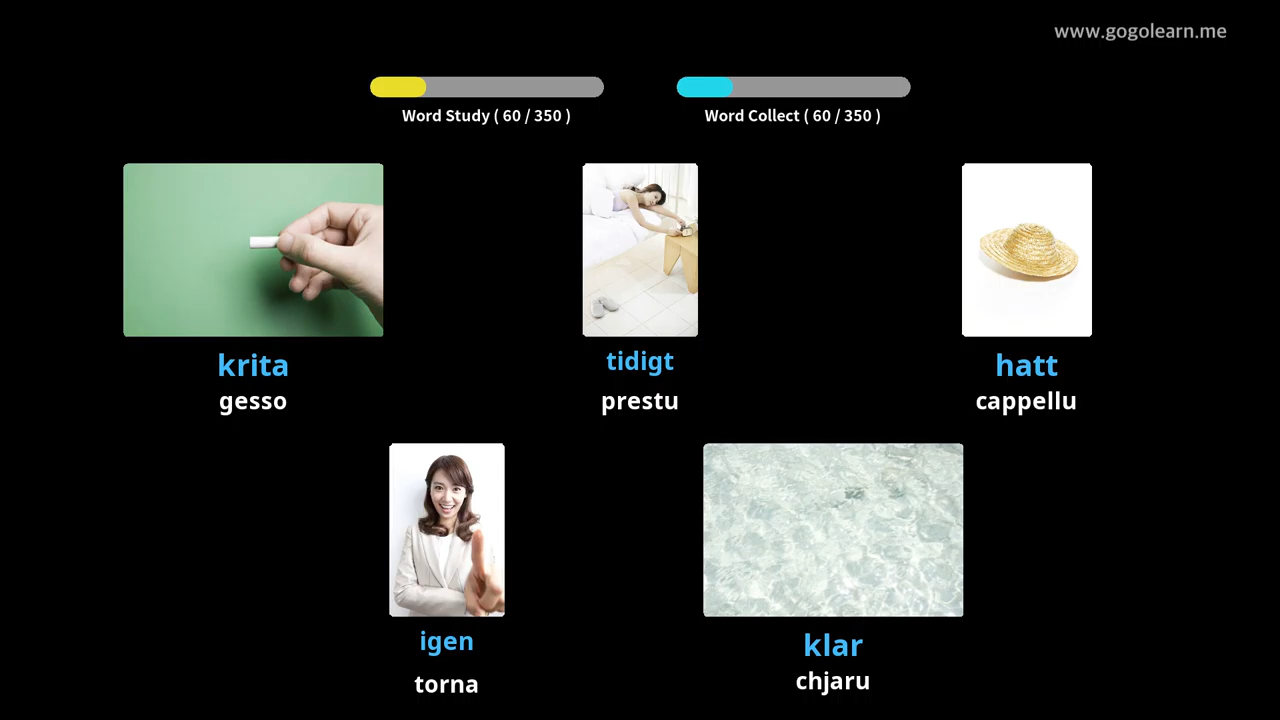 www.gogolearn.me
Word Study ( 60 / 350 )
Word Collect ( 60 / 350 )
krita
gesso
tidigt
prestu
hatt
cappellu
igen
torna
klar
chjaru